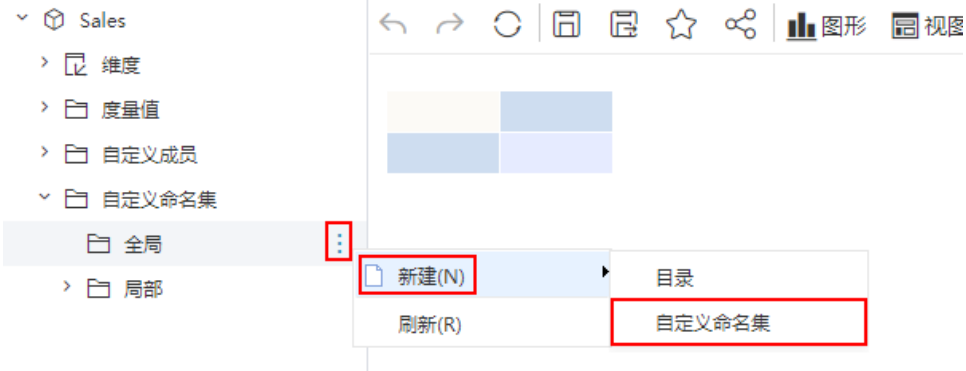 Sales
维度
度量值
自定义成员
自定义命名集
全局
局部
图形 视图
新建(N)
刷新(R)
目录
自定义命名集